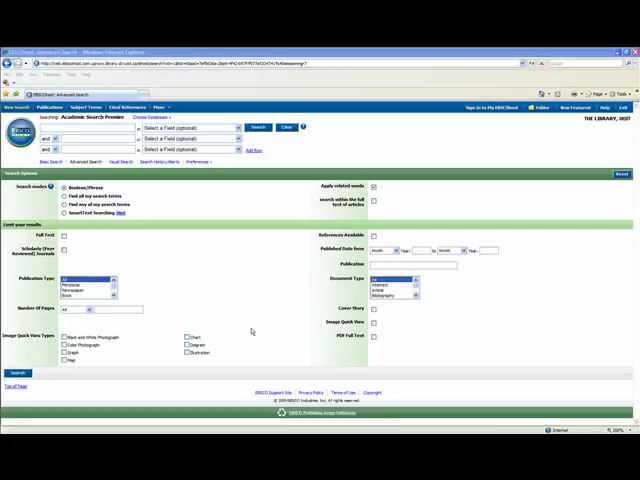 EBSCOhost: Advanced Search - Windows Internet Explorer
EBSCOhost: Advanced Search
Page
Tools
New Search Publications Subject Terms Cited References More Sign In to My EBSCOhost Folder New Features! Help Exit
Searching: Academic Search Premier Choose Databases »
THE LIBRARY, UOIT
EBSCO
in Select a Field (optional) Search Clear
and in Select a Field (optional)
and in Select a Field (optional) Add Row
Basic Search Advanced Search Visual Search Search History/Alerts Preferences »
Search Options Reset
Search modes Boolean/Phrase
Find all my search terms
Find any of my search terms
SmartText Searching Hint
Apply related words
search within the full text of articles
Limit your results
Full Text
References Available
Scholarly (Peer Reviewed) Journals
Published Date from Month Year: to Month Year:
Publication
Publication Type All
Periodical
Newspaper
Book
Document Type All
Abstract
Article
Bibliography
Number Of Pages All
Cover Story
Image Quick View
Image Quick View Types Black and White Photograph Chart
Color Photograph Diagram
Graph Illustration
Map
PDF Full Text
Search
Top of Page
EBSCO Support Site Privacy Policy Terms of Use Copyright
© 2009 EBSCO Industries, Inc. All rights reserved.
EBSCO Publishing Green Initiatives
Internet 100%